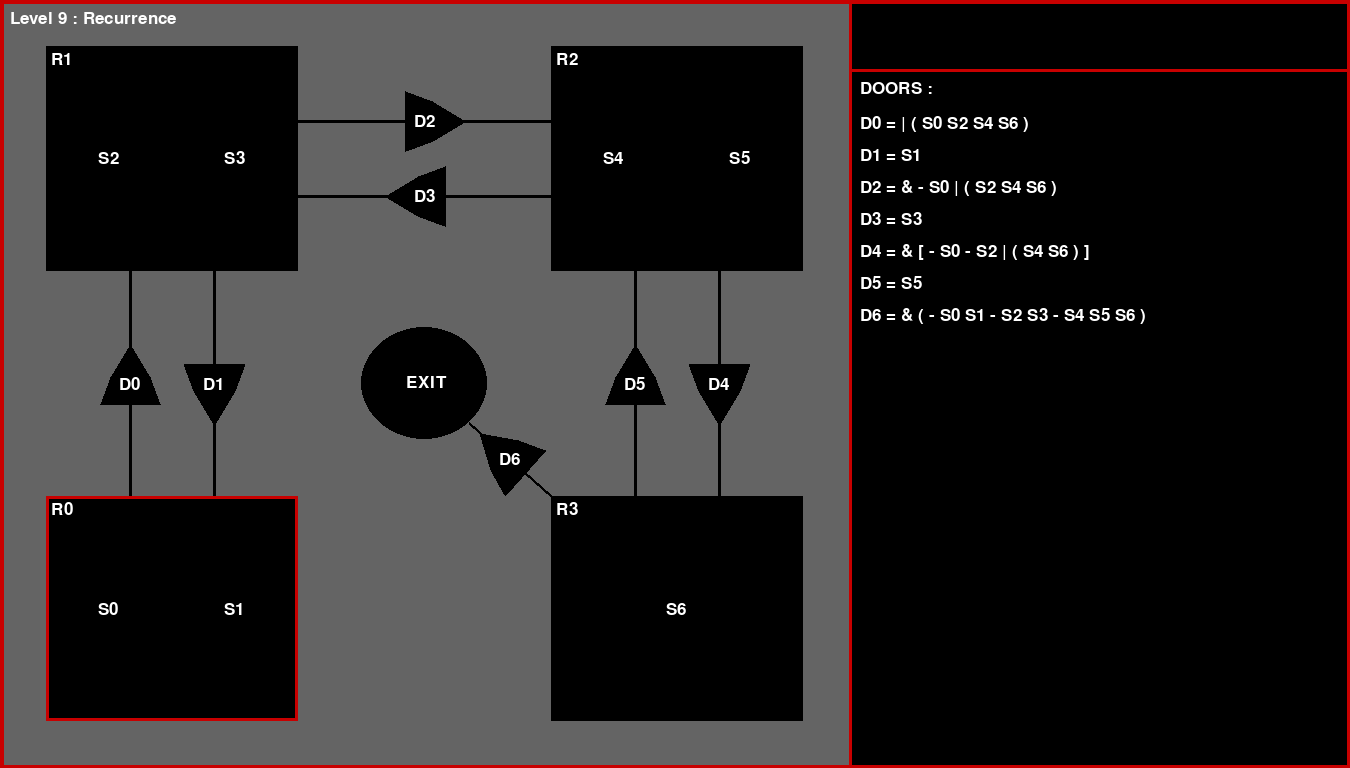 Level 9 : Recurrence
R1
R2
DOORS :
D0 = | ( S0 S2 S4 S6 )
D2
D1 = S1
S2 S3
S4 S5
D2 = & - S0 | ( S2 S4 S6 )
D3
D3 = S3
D4 = & [ - S0 - S2 | ( S4 S6 ) ]
D5 = S5
D6 = & ( - S0 S1 - S2 S3 - S4 S5 S6 )
EXIT
D0 D1
D5 D4
D6
R0
R3
S0 S1
S6